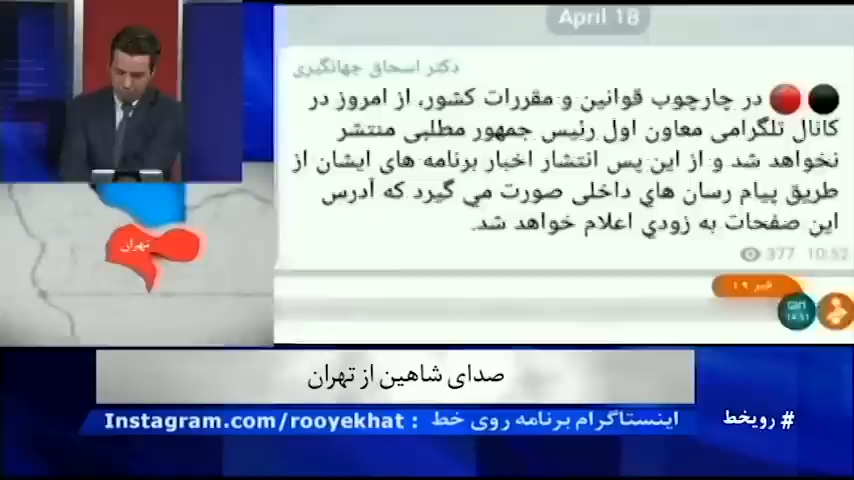 April 18
دکتر اسحاق جهانگیری
در چارچوب قوانین و مقررات کشور، از امروز در
کانال تلگرامی معاون اول رئیس جمهور مطلبی منتشر
نخواهد شد و از این پس انتشار اخبار برنامه های ایشان از
طریق پیام رسان هاي داخلی صورت مي گیرد که آدرس
این صفحات به زودي اعلام خواهد شد.
377 10:52
تهران
صدای شاهین از تهران
#رویخط
اینستاگرام برنامه روی خط : Instagram.com/rooyekhat